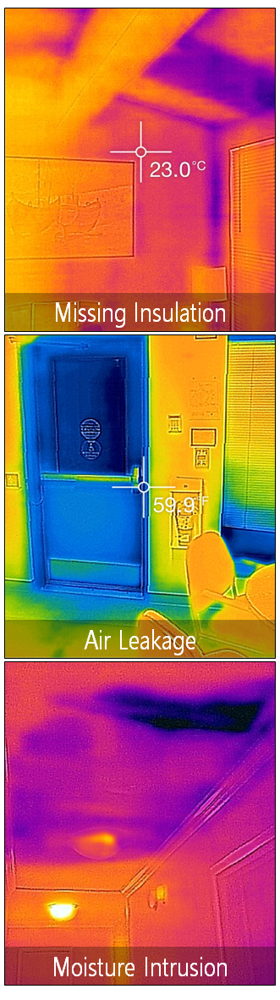 23.0°C
Missing Insulation
59.9°F
Air Leakage
Moisture Intrusion